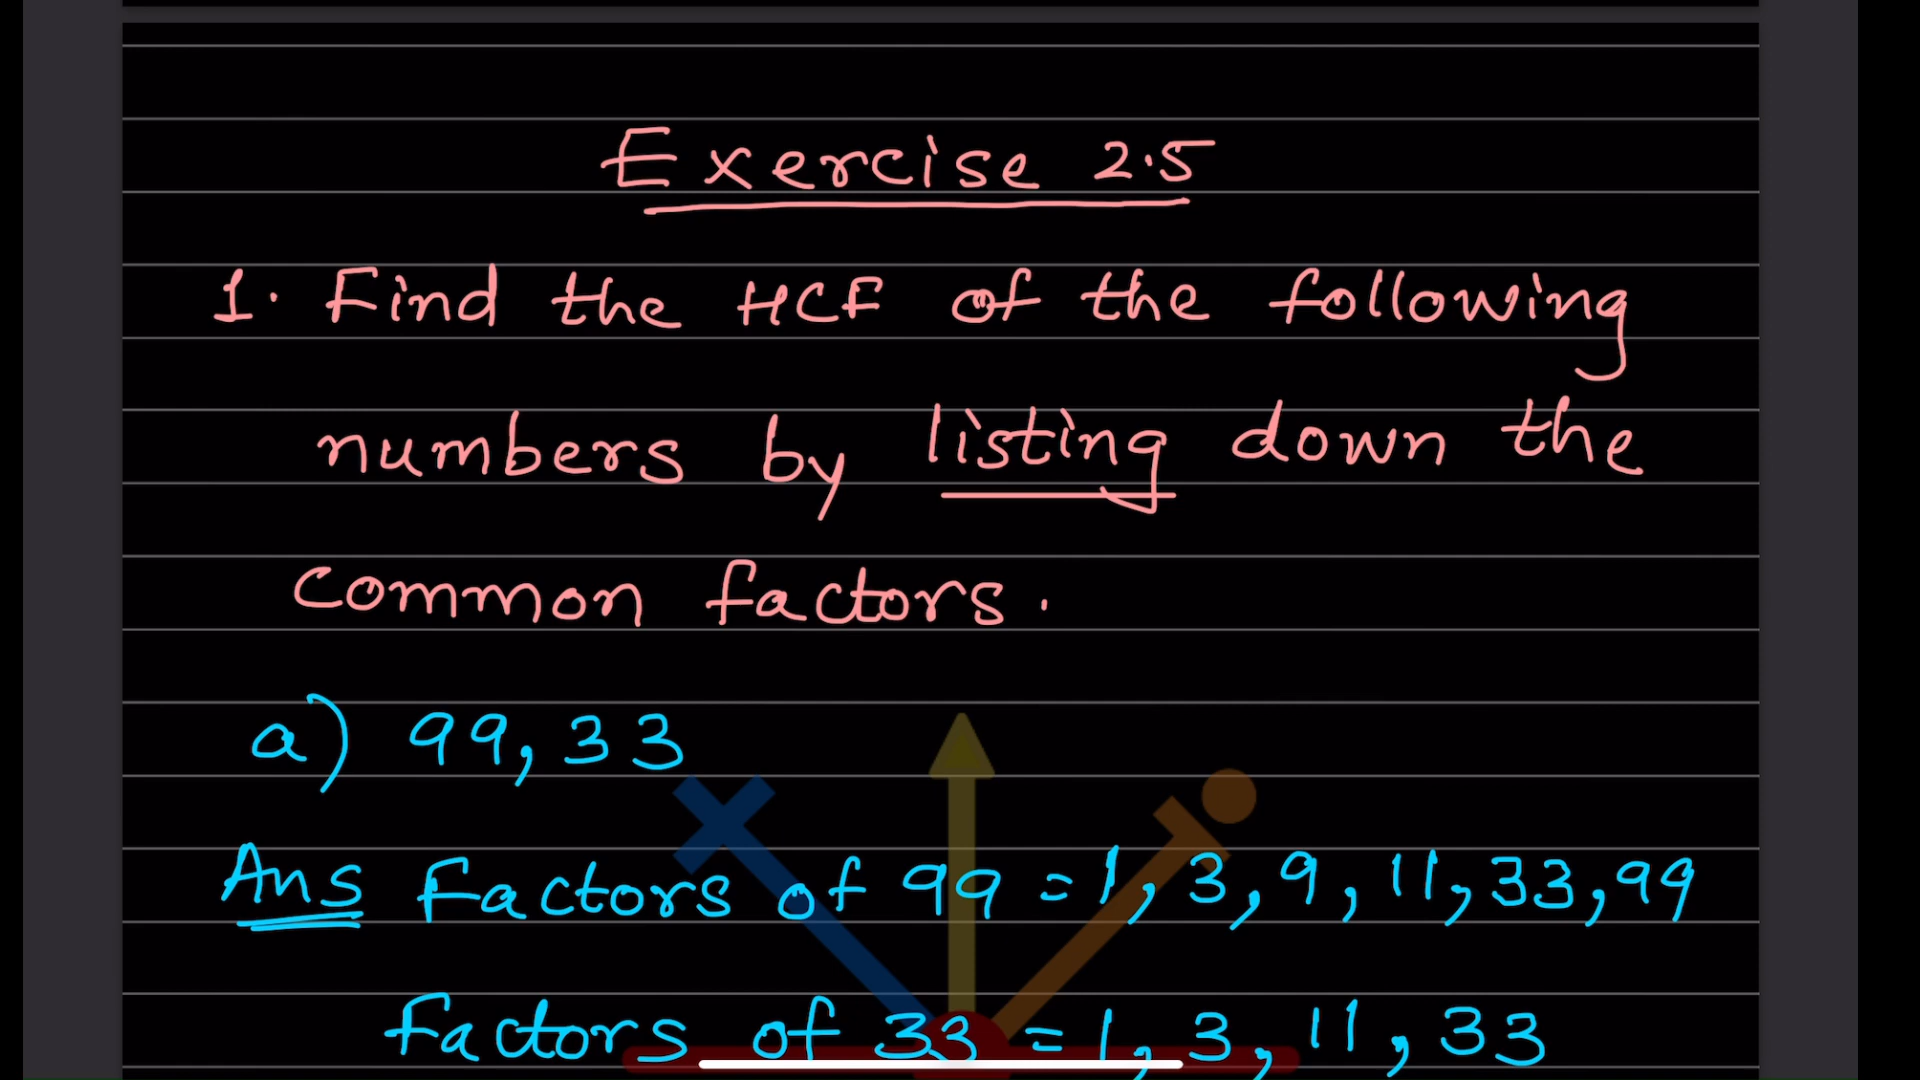 Exercise 2.5
1. Find the HCF of the following
numbers by listing down the
common factors.
a) 99, 33
Ans Factors of 99 = 1, 3, 9, 11, 33, 99
Factors of 33 = 1, 3, 11, 33